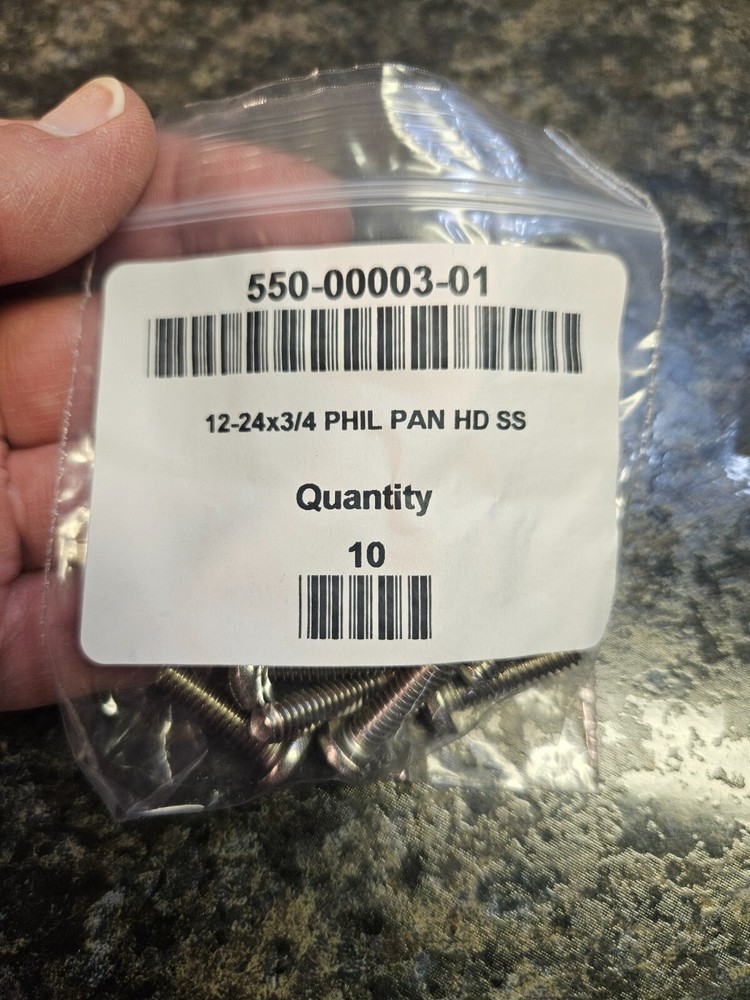 550-00003-01
12-24x3/4 PHIL PAN HD SS
Quantity
10